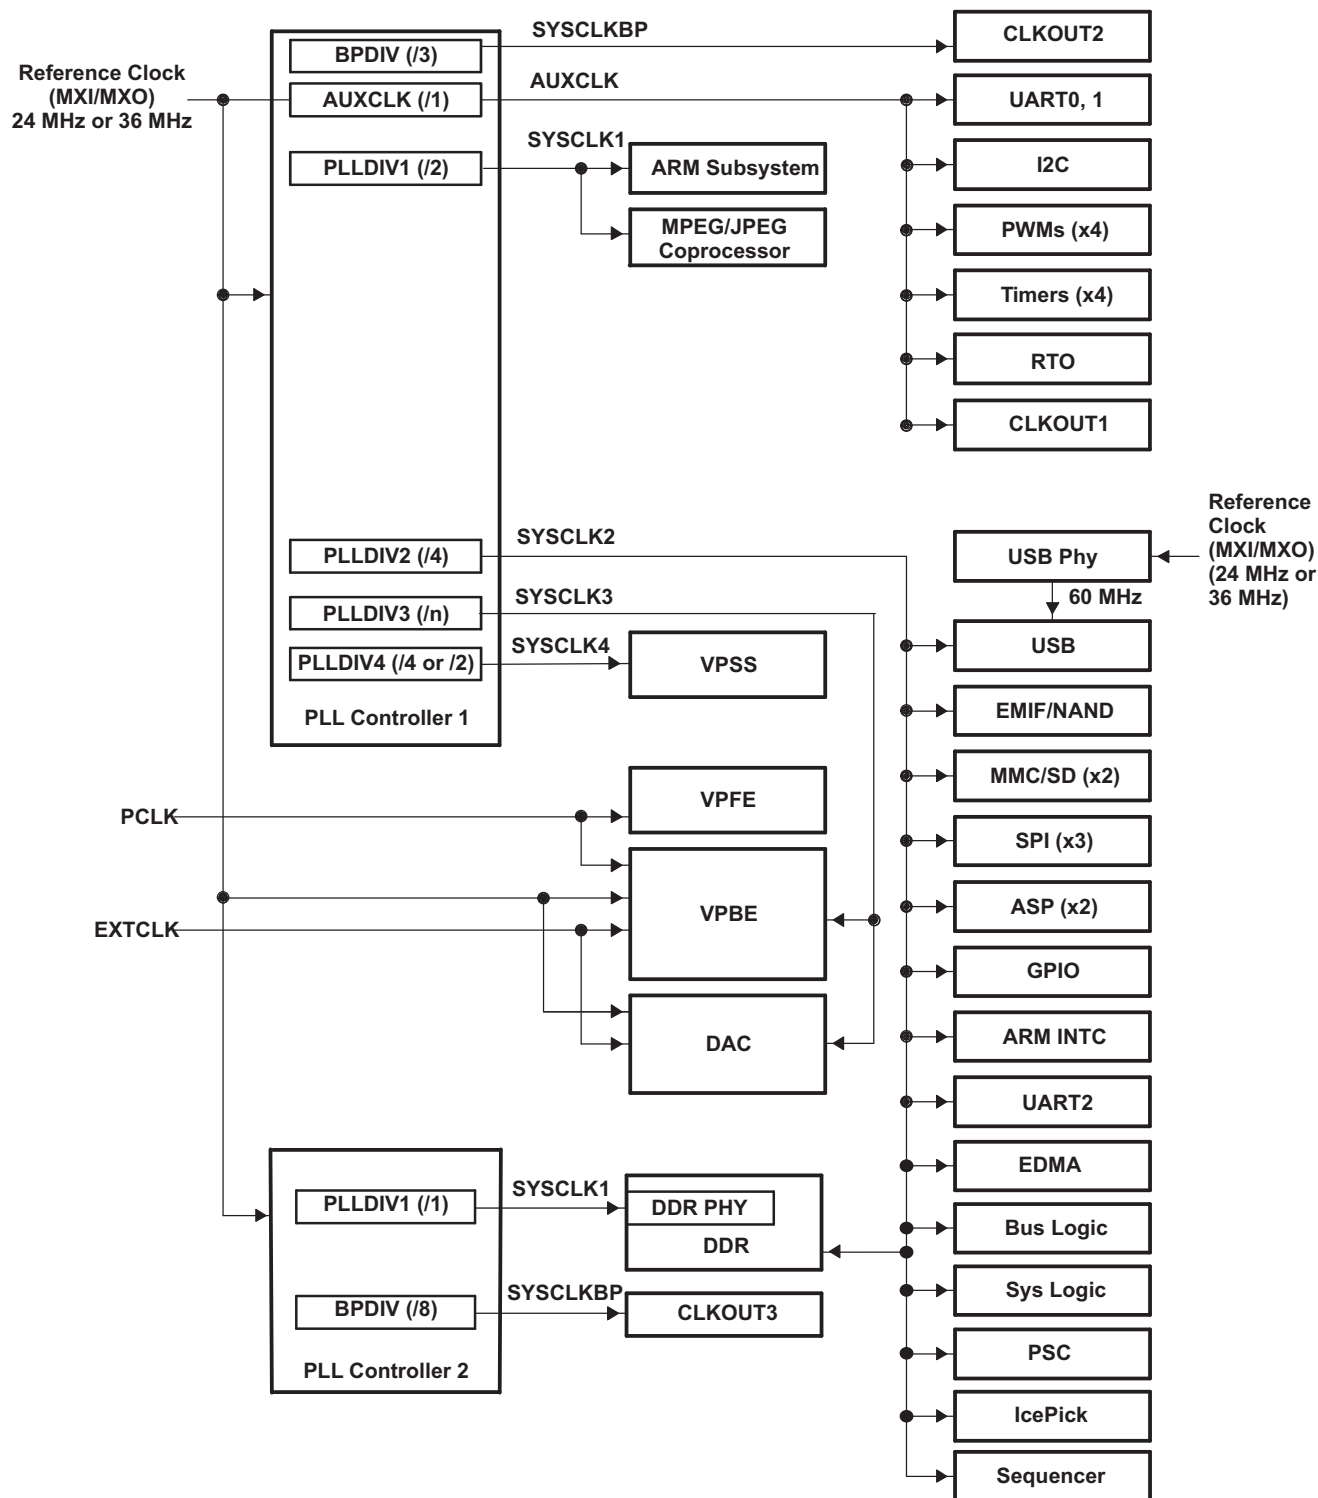 SYSCLKBP
CLKOUT2
BPDIV (/3)
Reference Clock
(MXI/MXO)
24 MHz or 36 MHz
AUXCLK
AUXCLK (/1)
UART0, 1
SYSCLK1
PLLDIV1 (/2)
ARM Subsystem
I2C
MPEG/JPEG
Coprocessor
PWMs (x4)
Timers (x4)
RTO
CLKOUT1
Reference
Clock
(MXI/MXO)
(24 MHz or
36 MHz)
SYSCLK2
PLLDIV2 (/4)
USB Phy
60 MHz
SYSCLK3
PLLDIV3 (/n)
SYSCLK4
PLLDIV4 (/4 or /2)
VPSS
USB
PLL Controller 1
EMIF/NAND
MMC/SD (x2)
VPFE
PCLK
SPI (x3)
VPBE
ASP (x2)
EXTCLK
GPIO
DAC
ARM INTC
UART2
EDMA
SYSCLK1
PLLDIV1 (/1)
DDR PHY
DDR
Bus Logic
SYSCLKBP
BPDIV (/8)
CLKOUT3
Sys Logic
PLL Controller 2
PSC
IcePick
Sequencer